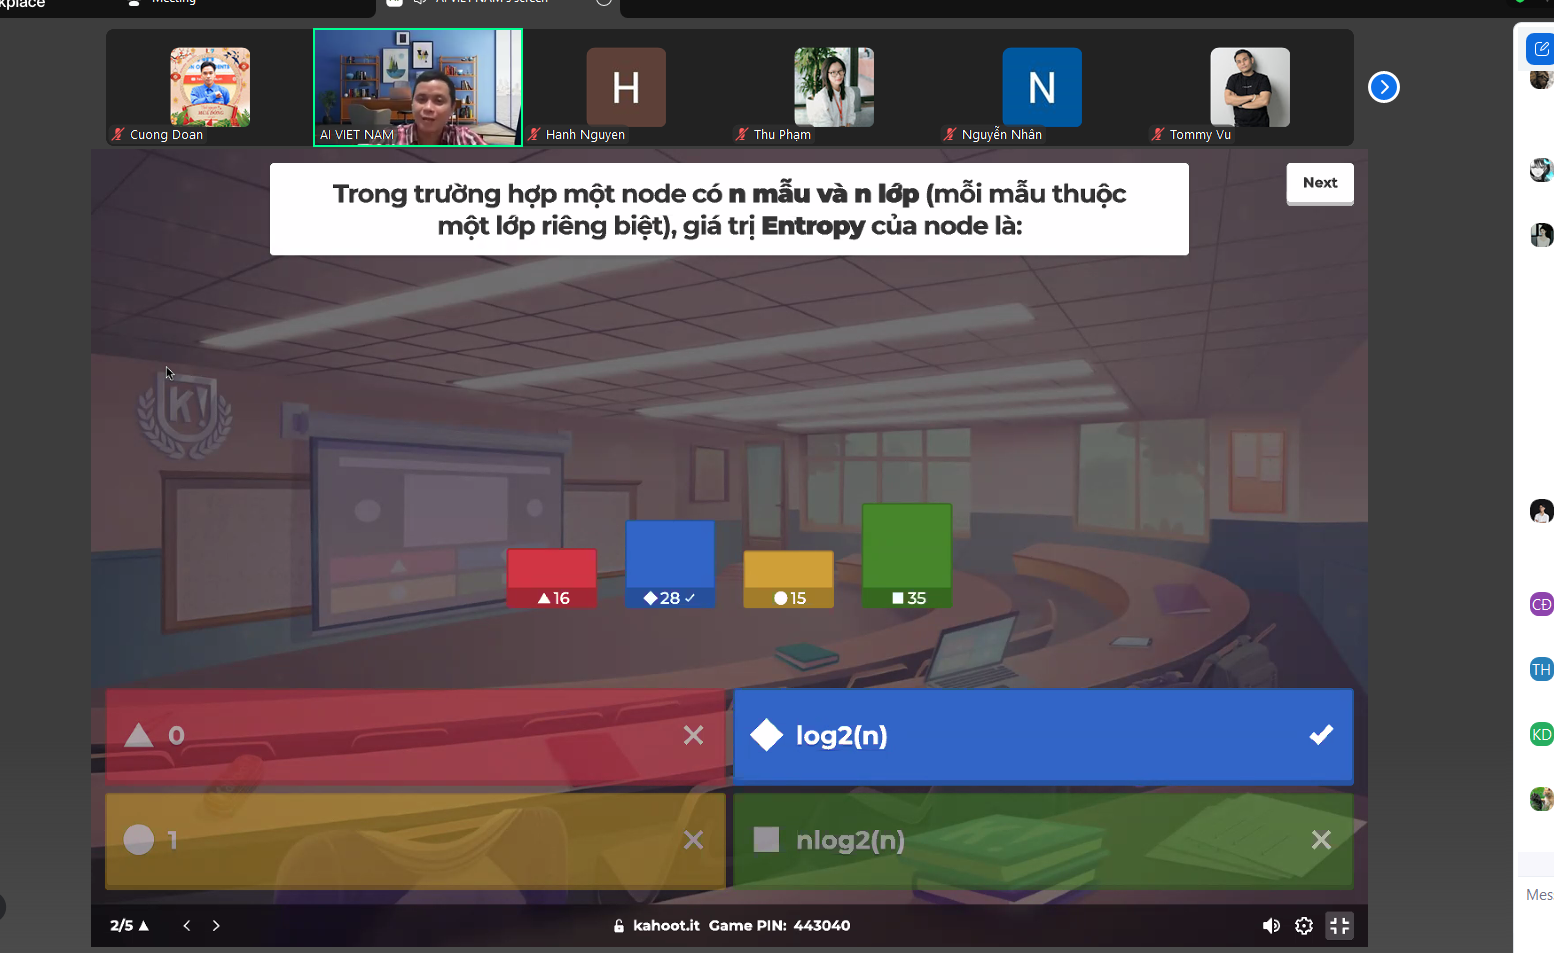 Cuong Doan
AI VIET NAM
H
Hanh Nguyen
Thu Phạm
N
Nguyễn Nhân
Tommy Vu
Trong trường hợp một node có n mẫu và n lớp (mỗi mẫu thuộc
một lớp riêng biệt), giá trị Entropy của node là:
Next
K!
16
28
15
35
0
log2(n)
1
nlog2(n)
CĐ
TH
KD
Mes
2/5
kahoot.it Game PIN: 443040